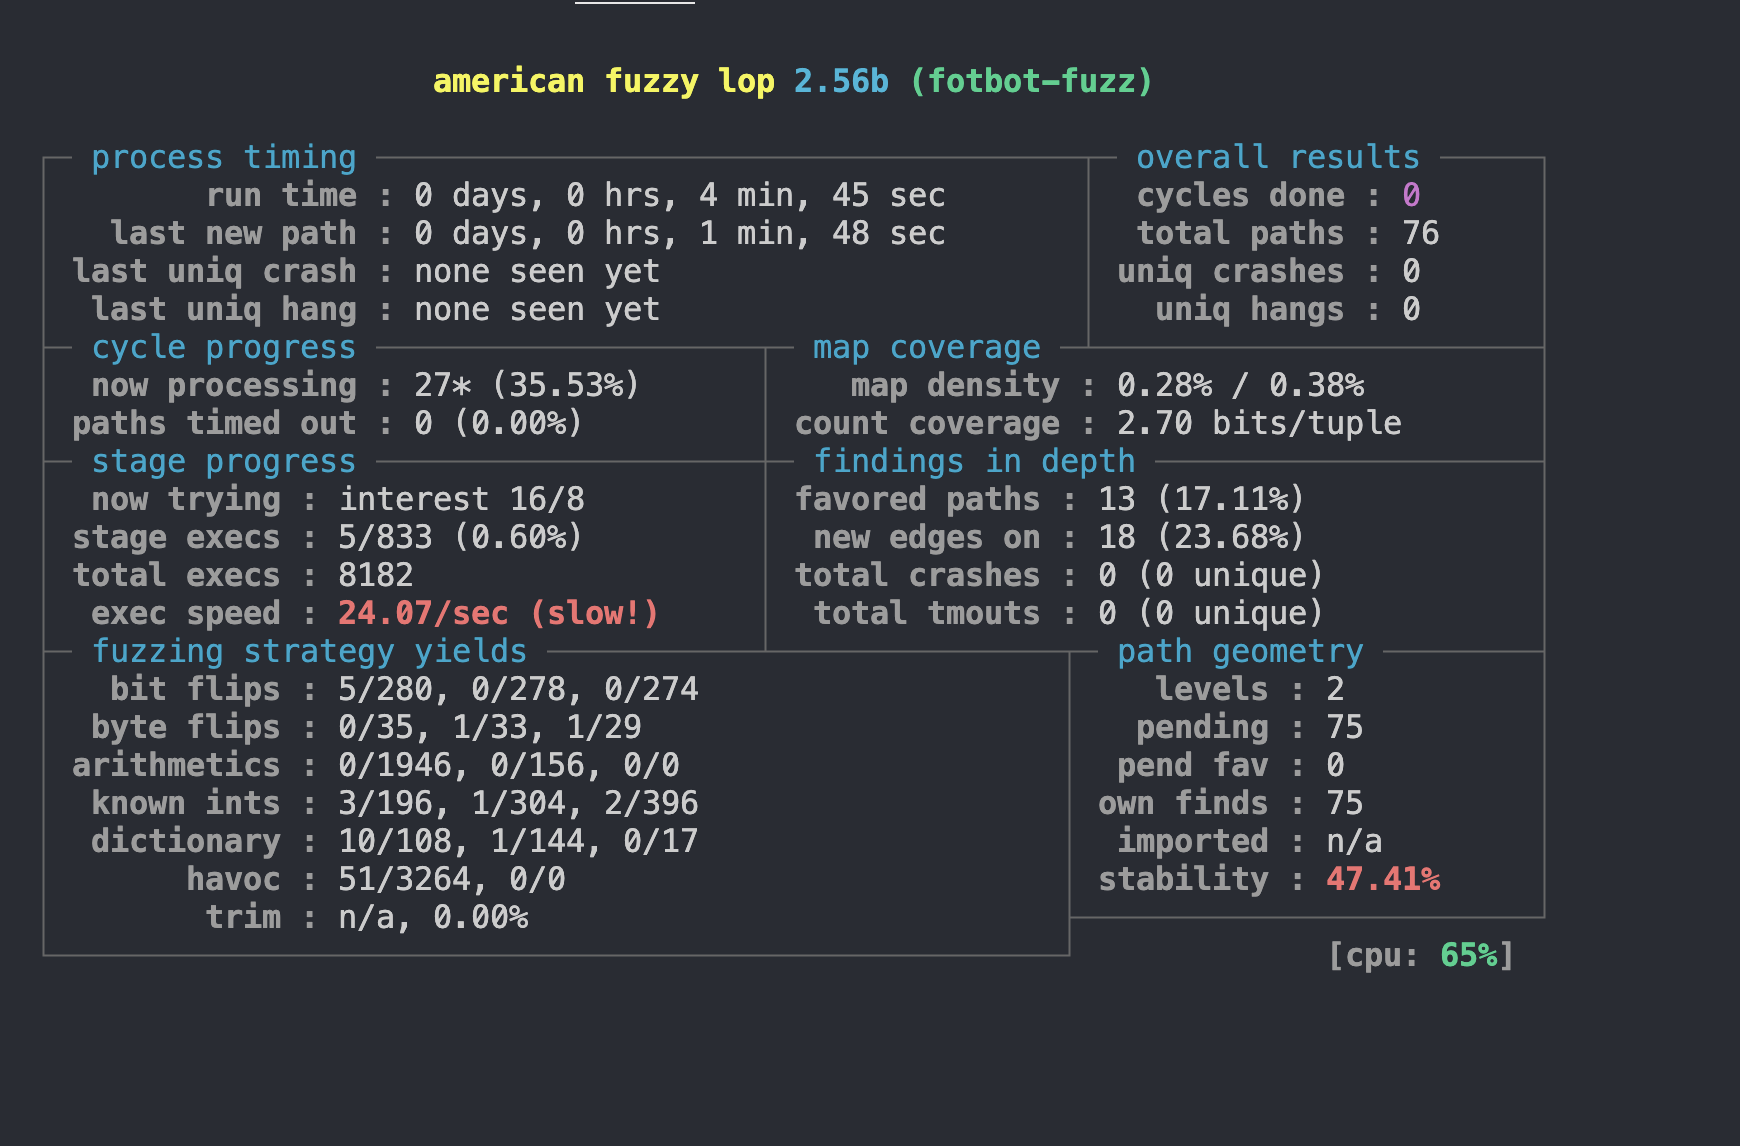 american fuzzy lop 2.56b (fotbot-fuzz)
process timing
run time : 0 days, 0 hrs, 4 min, 45 sec
last new path : 0 days, 0 hrs, 1 min, 48 sec
last uniq crash : none seen yet
last uniq hang : none seen yet
overall results
cycles done : 0
total paths : 76
uniq crashes : 0
uniq hangs : 0
cycle progress
now processing : 27* (35.53%)
paths timed out : 0 (0.00%)
map coverage
map density : 0.28% / 0.38%
count coverage : 2.70 bits/tuple
stage progress
now trying : interest 16/8
stage execs : 5/833 (0.60%)
total execs : 8182
exec speed : 24.07/sec (slow!)
findings in depth
favored paths : 13 (17.11%)
new edges on : 18 (23.68%)
total crashes : 0 (0 unique)
total tmouts : 0 (0 unique)
fuzzing strategy yields
bit flips : 5/280, 0/278, 0/274
byte flips : 0/35, 1/33, 1/29
arithmetics : 0/1946, 0/156, 0/0
known ints : 3/196, 1/304, 2/396
dictionary : 10/108, 1/144, 0/17
havoc : 51/3264, 0/0
trim : n/a, 0.00%
path geometry
levels : 2
pending : 75
pend fav : 0
own finds : 75
imported : n/a
stability : 47.41%
[cpu: 65%]